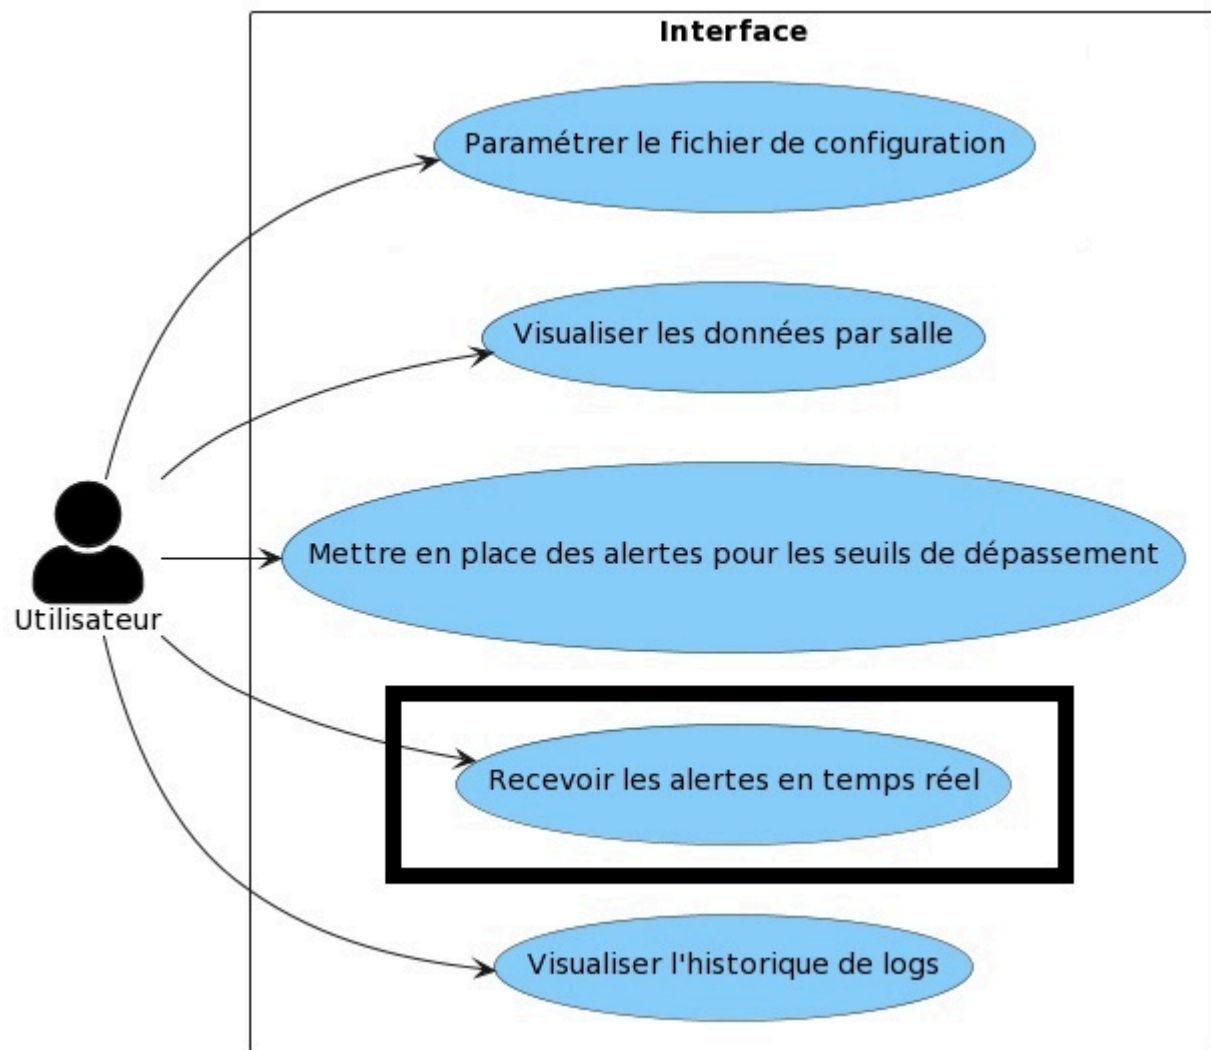 Interface
Paramétrer le fichier de configuration
Visualiser les données par salle
Mettre en place des alertes pour les seuils de dépassement
Utilisateur
Recevoir les alertes en temps réel
Visualiser l'historique de logs